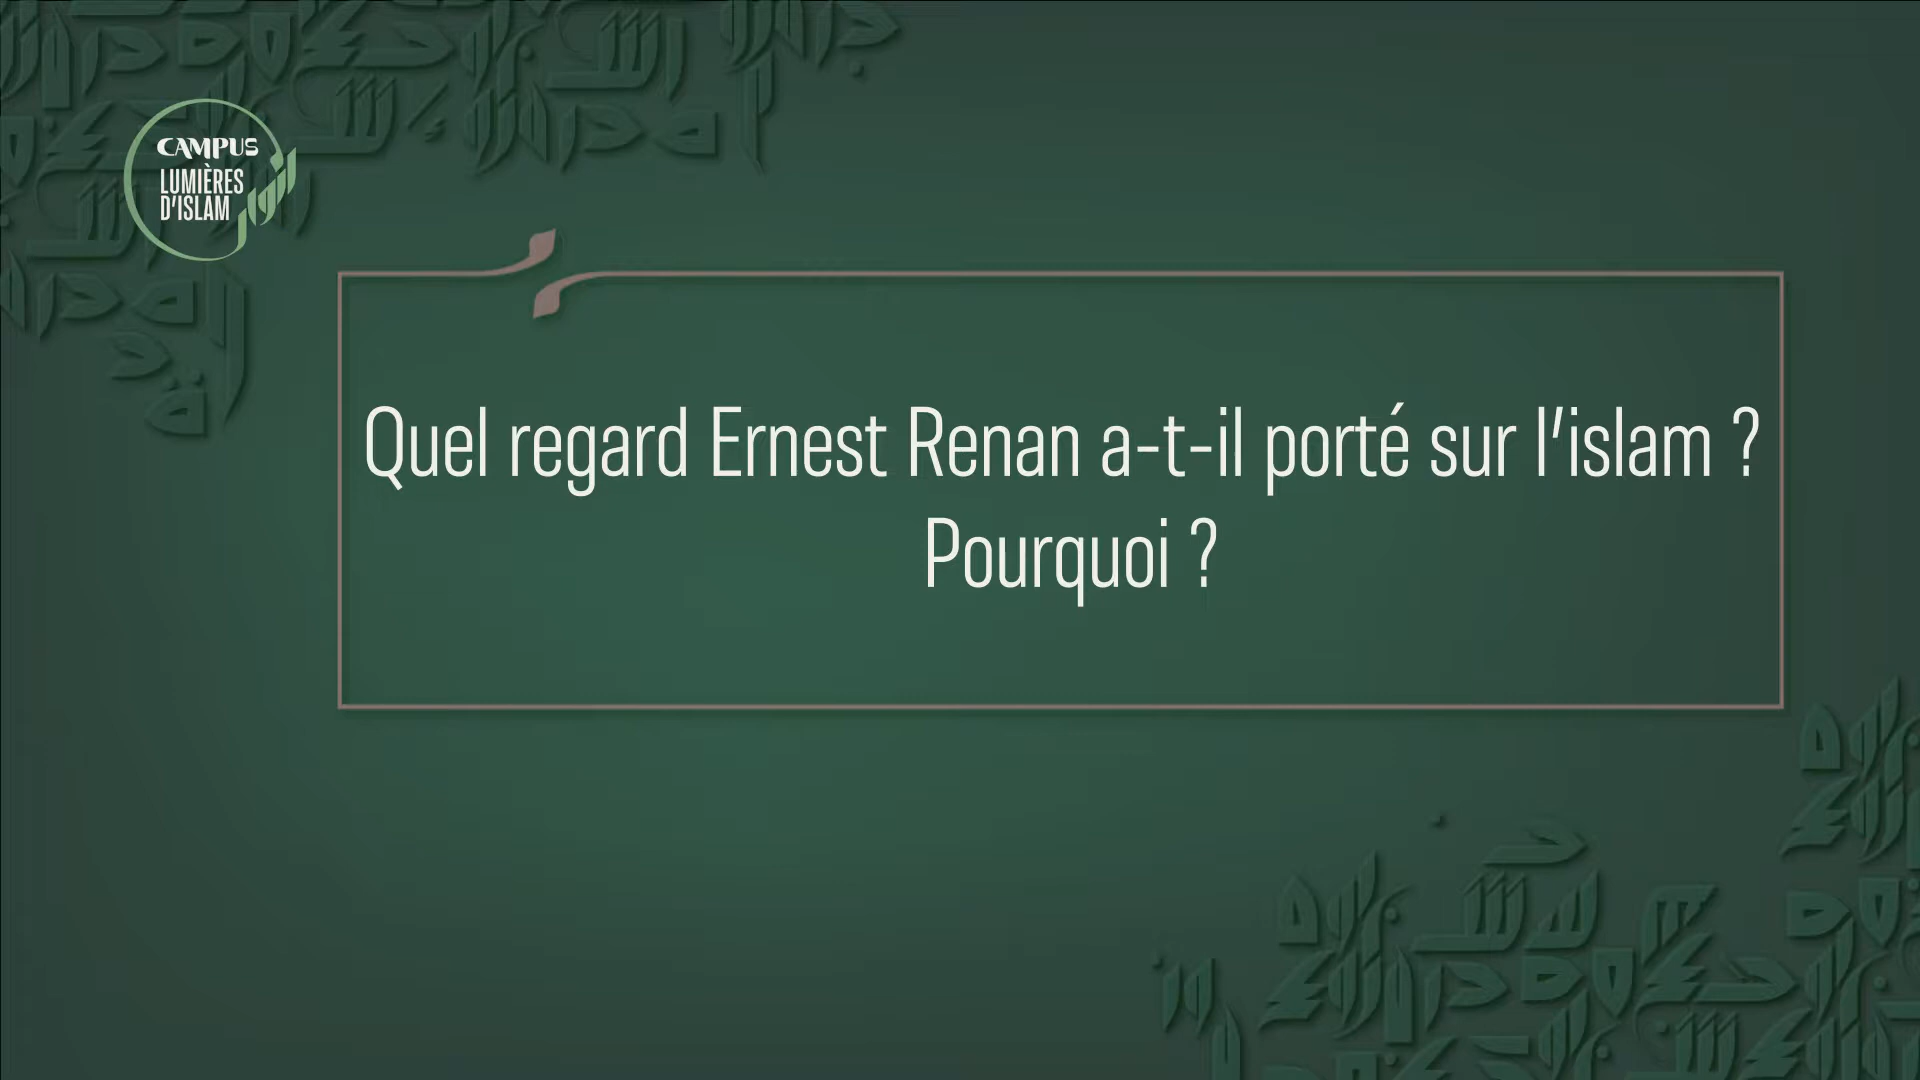 CAMPUS
LUMIÈRES
D'ISLAM
Quel regard Ernest Renan a-t-il porté sur l'islam ?
Pourquoi ?